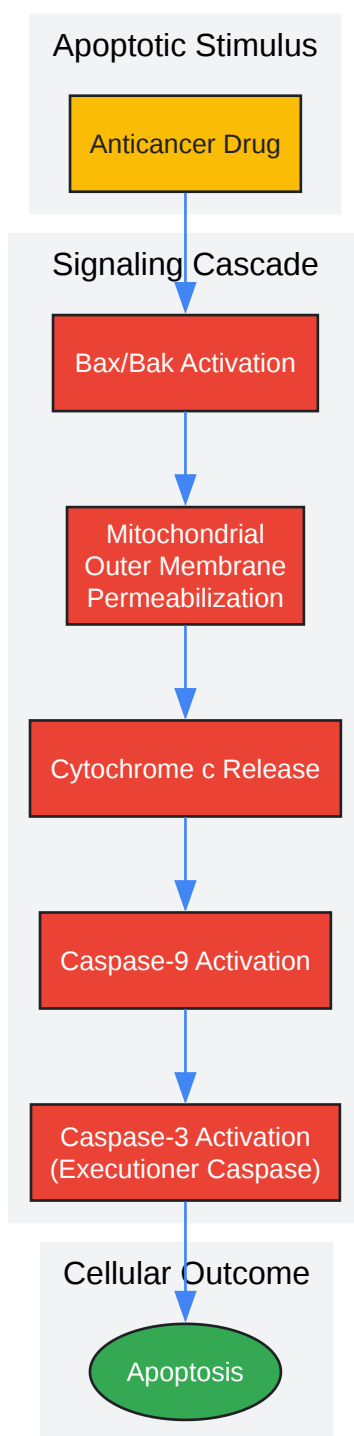 Apoptotic Stimulus
Anticancer Drug
Signaling Cascade
Bax/Bak Activation
Mitochondrial
Outer Membrane
Permeabilization
Cytochrome c Release
Caspase-9 Activation
Caspase-3 Activation
(Executioner Caspase)
Cellular Outcome
Apoptosis